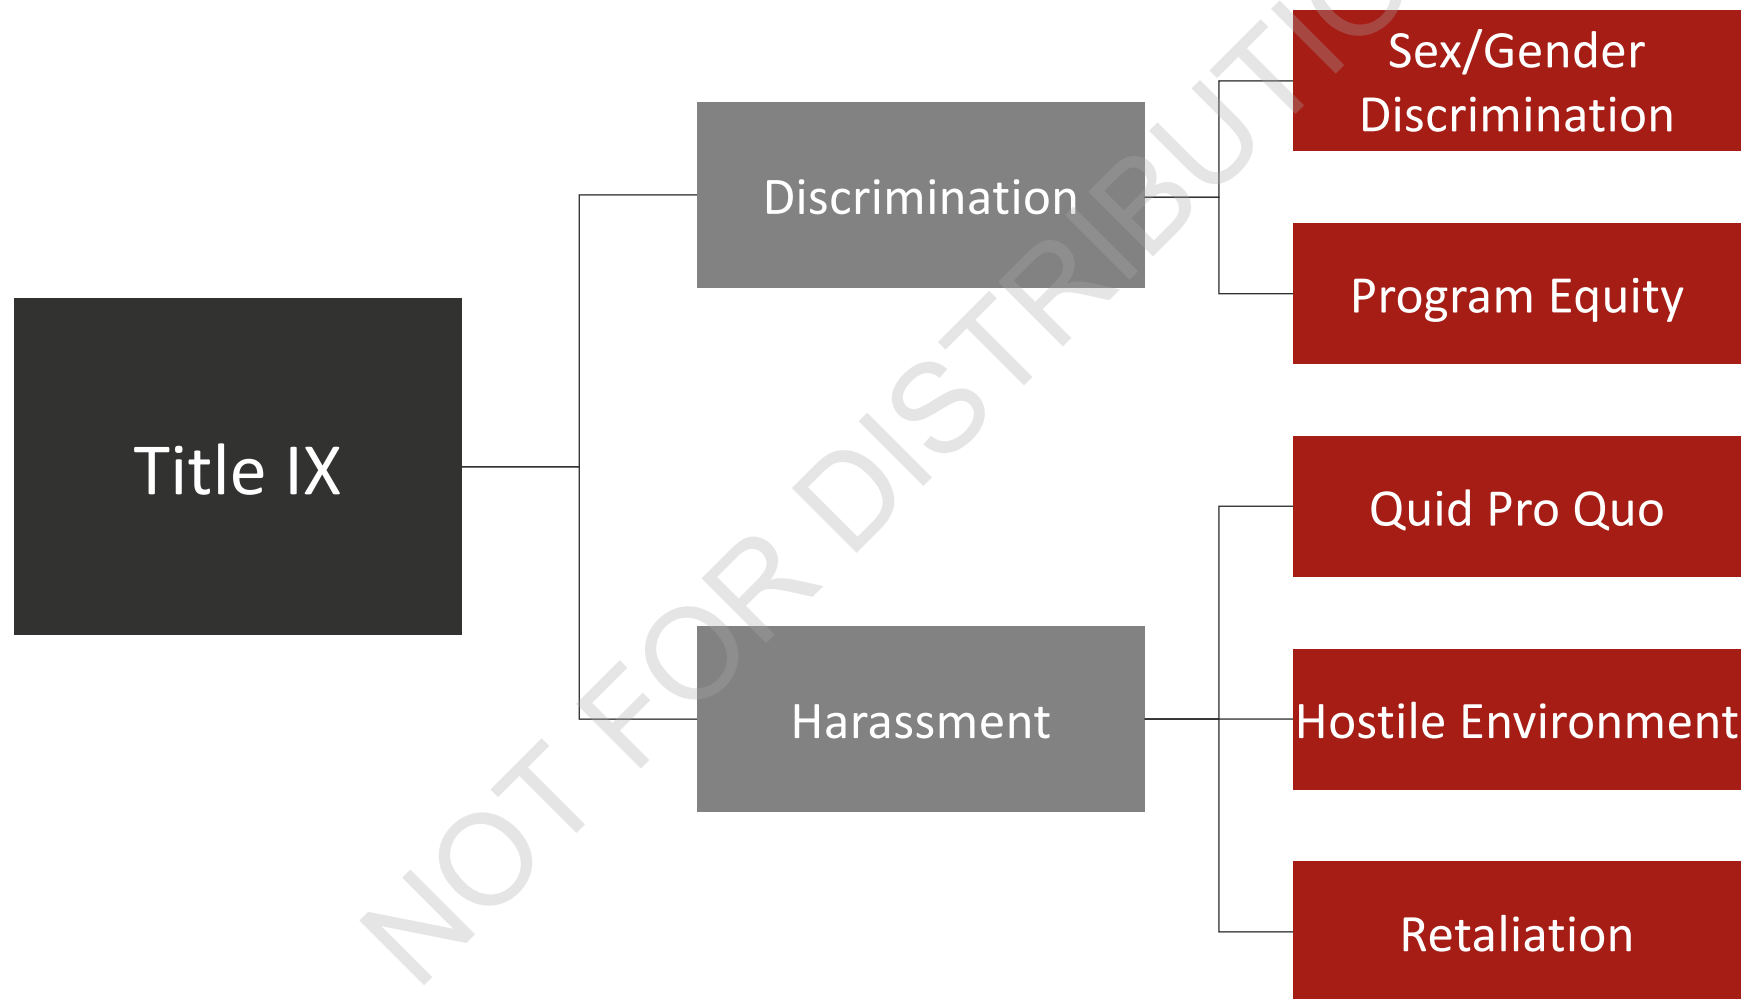 Title IX
Discrimination
Harassment
Sex/Gender
Discrimination
Program Equity
Quid Pro Quo
Hostile Environment
Retaliation
NOT FOR DISTRIBUTIO